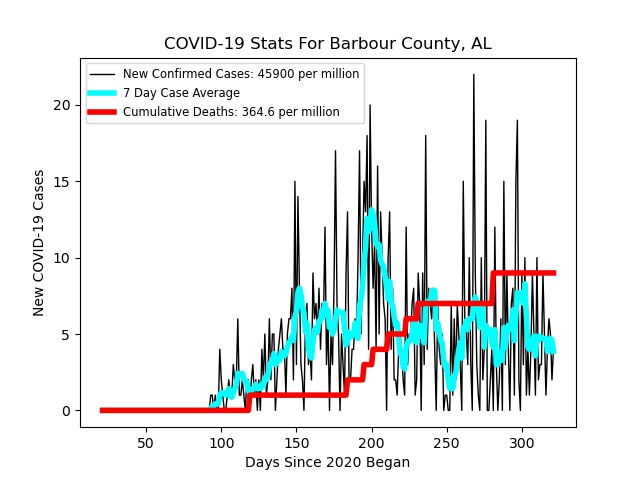 COVID-19 Stats For Barbour County, AL
New Confirmed Cases: 45900 per million
7 Day Case Average
Cumulative Deaths: 364.6 per million
New COVID-19 Cases
20
15
10
5
0
50 100 150 200 250 300
Days Since 2020 Began